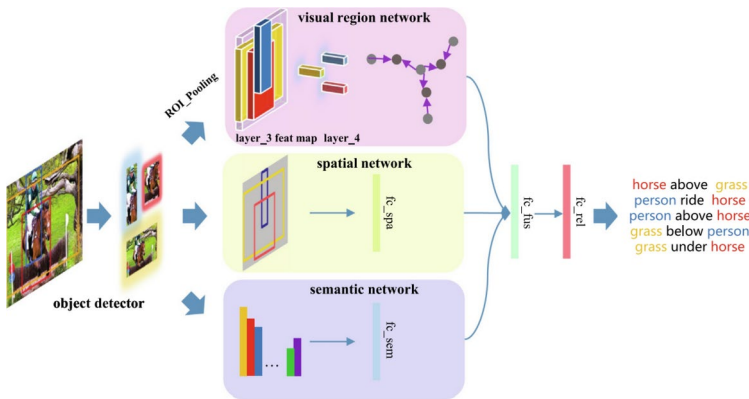 visual region network
ROI_Pooling
layer_3 feat map layer_4
spatial network
fc_spa
object detector
semantic network
fc_sem
...
fc_fus
fc_rel
horse above grass
person ride horse
person above horse
grass below person
grass under horse